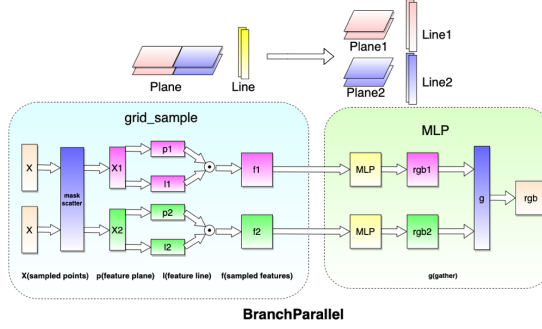 Plane
Line
Plane1
Line1
Plane2
Line2
grid_sample
MLP
X
mask
scatter
X1
p1
l1
f1
MLP
rgb1
X
X2
p2
l2
f2
MLP
rgb2
g
rgb
X(sampled points)
p(feature plane)
l(feature line)
f(sampled features)
g(gather)
BranchParallel